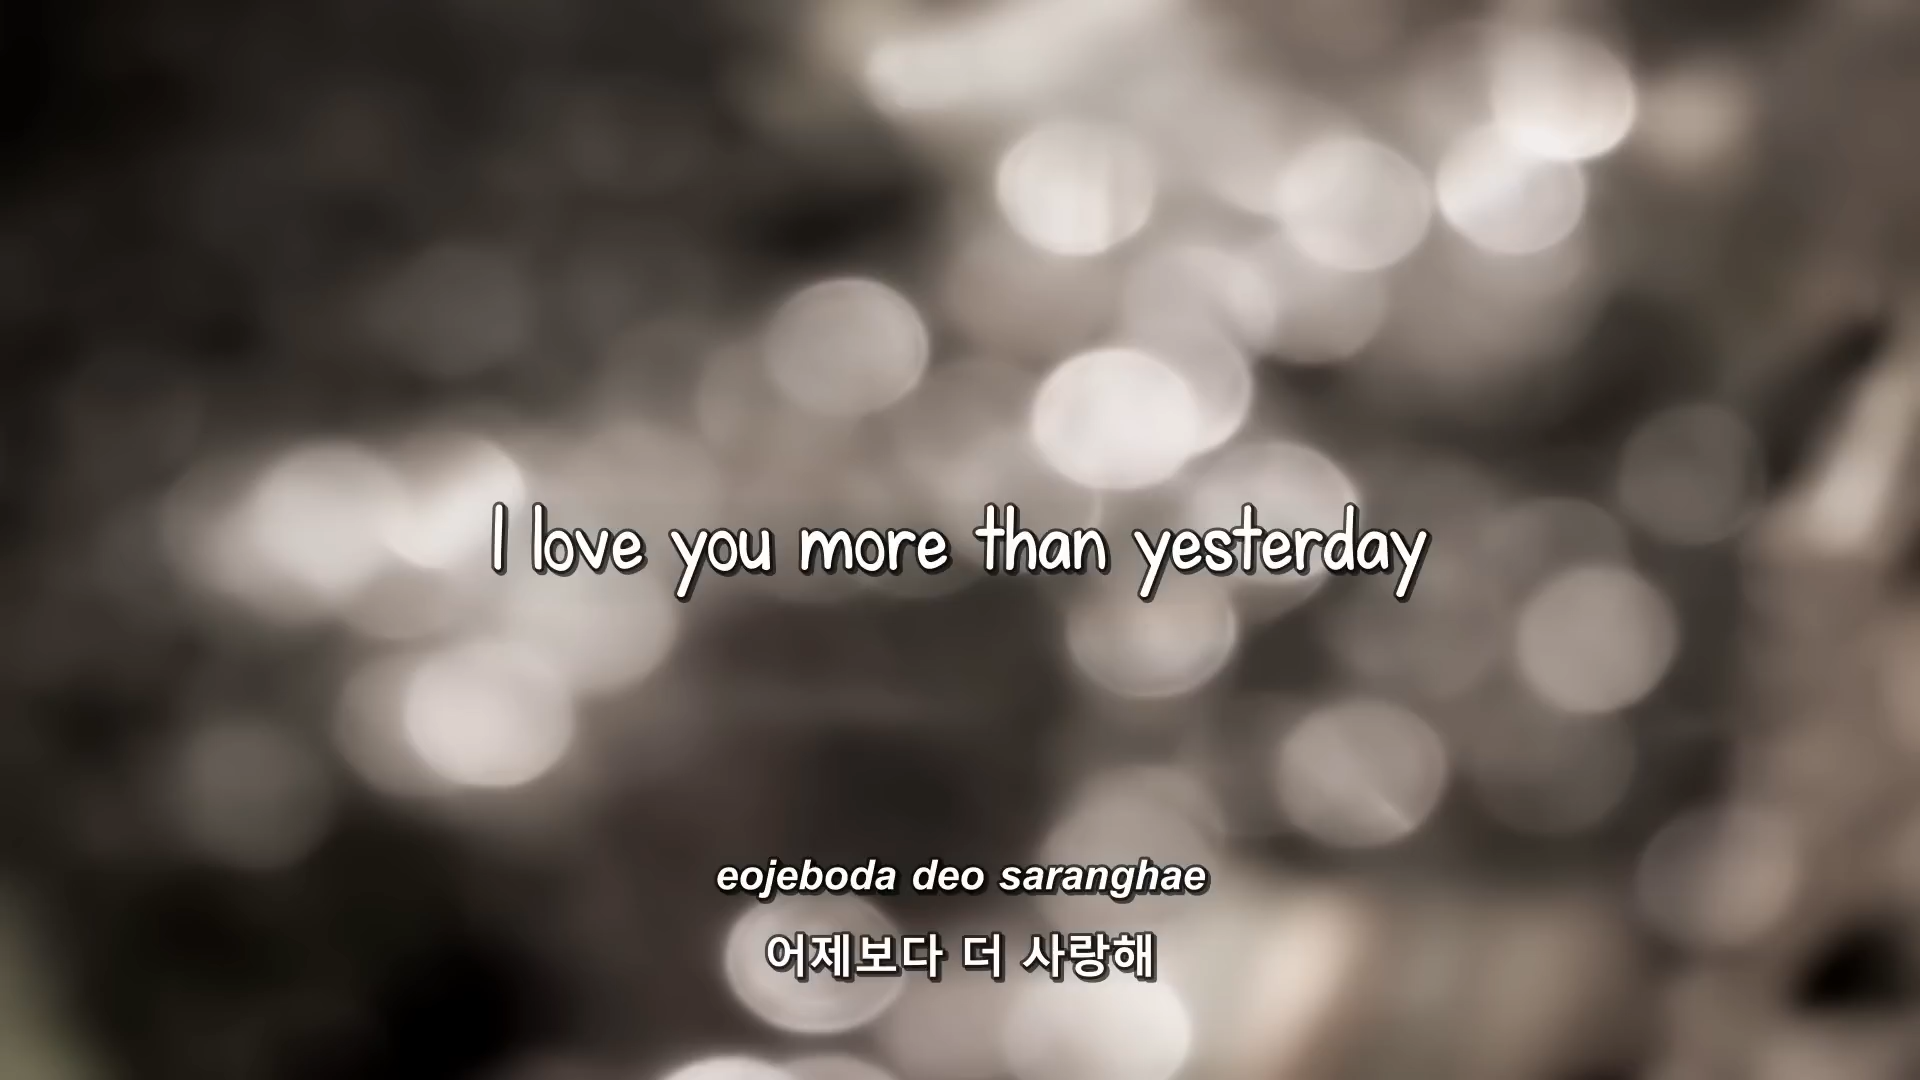 I love you more than yesterday
eojeboda deo saranghae
어제보다 더 사랑해